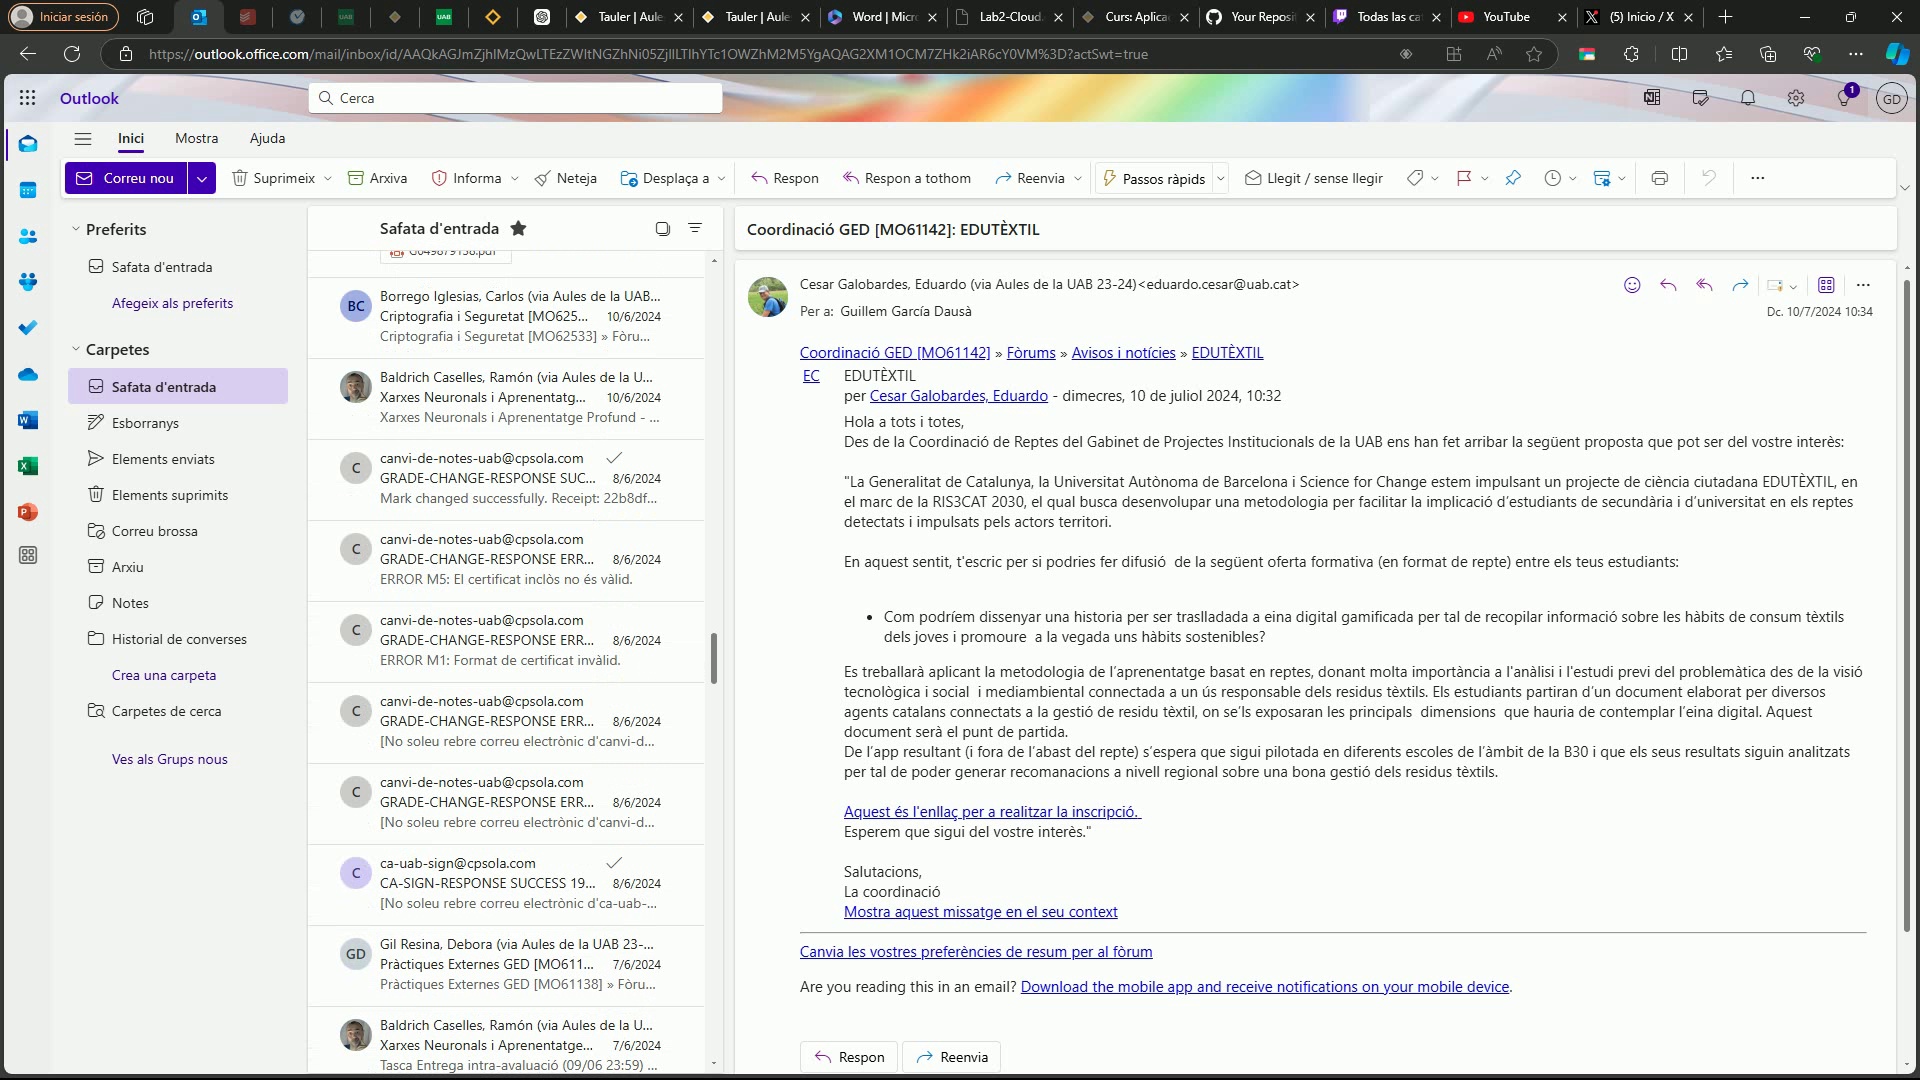 Iniciar sesión
UAB
UAB
Tauler | Aule
Tauler | Aule
Word | Micr
Lab2-Cloud.
Curs: Aplica
Your Reposi
Todas las ca
YouTube
(5) Inicio / X
Outlook
Cerca
1
GD
Inici
Mostra
Ajuda
Correu nou
Suprimeix
Arxiva
Informa
Neteja
Desplaça a
Respon
Respon a tothom
Reenvia
Passos ràpids
Llegit / sense llegir
Preferits
Safata d'entrada
Afegeix als preferits
Carpetes
Safata d'entrada
Esborranys
Elements enviats
Elements suprimits
Correu brossa
Arxiu
Notes
Historial de converses
Crea una carpeta
Carpetes de cerca
Ves als Grups nous
Safata d'entrada
BC
Borrego Iglesias, Carlos (via Aules de la UAB...
Criptografia i Seguretat [MO625... 10/6/2024
Criptografia i Seguretat [MO62533] » Fòru...
Baldrich Caselles, Ramón (via Aules de la U...
Xarxes Neuronals i Aprenentatg... 10/6/2024
Xarxes Neuronals i Aprenentatge Profund - ...
C
canvi-de-notes-uab@cpsola.com
GRADE-CHANGE-RESPONSE SUC... 8/6/2024
Mark changed successfully. Receipt: 22b8df...
C
canvi-de-notes-uab@cpsola.com
GRADE-CHANGE-RESPONSE ERR... 8/6/2024
ERROR M5: El certificat inclòs no és vàlid.
C
canvi-de-notes-uab@cpsola.com
GRADE-CHANGE-RESPONSE ERR... 8/6/2024
ERROR M1: Format de certificat invàlid.
C
canvi-de-notes-uab@cpsola.com
GRADE-CHANGE-RESPONSE ERR... 8/6/2024
[No soleu rebre correu electrònic d'canvi-d...
C
canvi-de-notes-uab@cpsola.com
GRADE-CHANGE-RESPONSE ERR... 8/6/2024
[No soleu rebre correu electrònic d'canvi-d...
C
ca-uab-sign@cpsola.com
CA-SIGN-RESPONSE SUCCESS 19... 8/6/2024
[No soleu rebre correu electrònic d'ca-uab-...
GD
Gil Resina, Debora (via Aules de la UAB 23-...
Pràctiques Externes GED [MO611... 7/6/2024
Pràctiques Externes GED [MO61138] » Fòru...
Baldrich Caselles, Ramón (via Aules de la U...
Xarxes Neuronals i Aprenentatge... 7/6/2024
Tasca Entrega intra-avaluació (09/06 23:59) ...
Coordinació GED [MO61142]: EDUTÈXTIL
Cesar Galobardes, Eduardo (via Aules de la UAB 23-24)<eduardo.cesar@uab.cat>
Per a: Guillem García Dausà
Dc. 10/7/2024 10:34
Coordinació GED [MO61142] » Fòrums » Avisos i notícies » EDUTÈXTIL
EC EDUTÈXTIL
per Cesar Galobardes, Eduardo - dimecres, 10 de juliol 2024, 10:32
Hola a tots i totes,
Des de la Coordinació de Reptes del Gabinet de Projectes Institucionals de la UAB ens han fet arribar la següent proposta que pot ser del vostre interès:
"La Generalitat de Catalunya, la Universitat Autònoma de Barcelona i Science for Change estem impulsant un projecte de ciència ciutadana EDUTÈXTIL, en
el marc de la RIS3CAT 2030, el qual busca desenvolupar una metodologia per facilitar la implicació d'estudiants de secundària i d'universitat en els reptes
detectats i impulsats pels actors territori.
En aquest sentit, t'escric per si podries fer difusió de la següent oferta formativa (en format de repte) entre els teus estudiants:
• Com podríem dissenyar una historia per ser traslladada a eina digital gamificada per tal de recopilar informació sobre les hàbits de consum tèxtils
dels joves i promoure a la vegada uns hàbits sostenibles?
Es treballarà aplicant la metodologia de l'aprenentatge basat en reptes, donant molta importància a l'anàlisi i l'estudi previ del problemàtica des de la visió
tecnològica i social i mediambiental connectada a un ús responsable dels residus tèxtils. Els estudiants partiran d'un document elaborat per diversos
agents catalans connectats a la gestió de residu tèxtil, on se'ls exposaran les principals dimensions que hauria de contemplar l'eina digital. Aquest
document serà el punt de partida.
De l'app resultant (i fora de l'abast del repte) s'espera que sigui pilotada en diferents escoles de l'àmbit de la B30 i que els seus resultats siguin analitzats
per tal de poder generar recomanacions a nivell regional sobre una bona gestió dels residus tèxtils.
Aquest és l'enllaç per a realitzar la inscripció.
Esperem que sigui del vostre interès."
Salutacions,
La coordinació
Mostra aquest missatge en el seu context
Canvia les vostres preferències de resum per al fòrum
Are you reading this in an email? Download the mobile app and receive notifications on your mobile device.
Respon
Reenvia